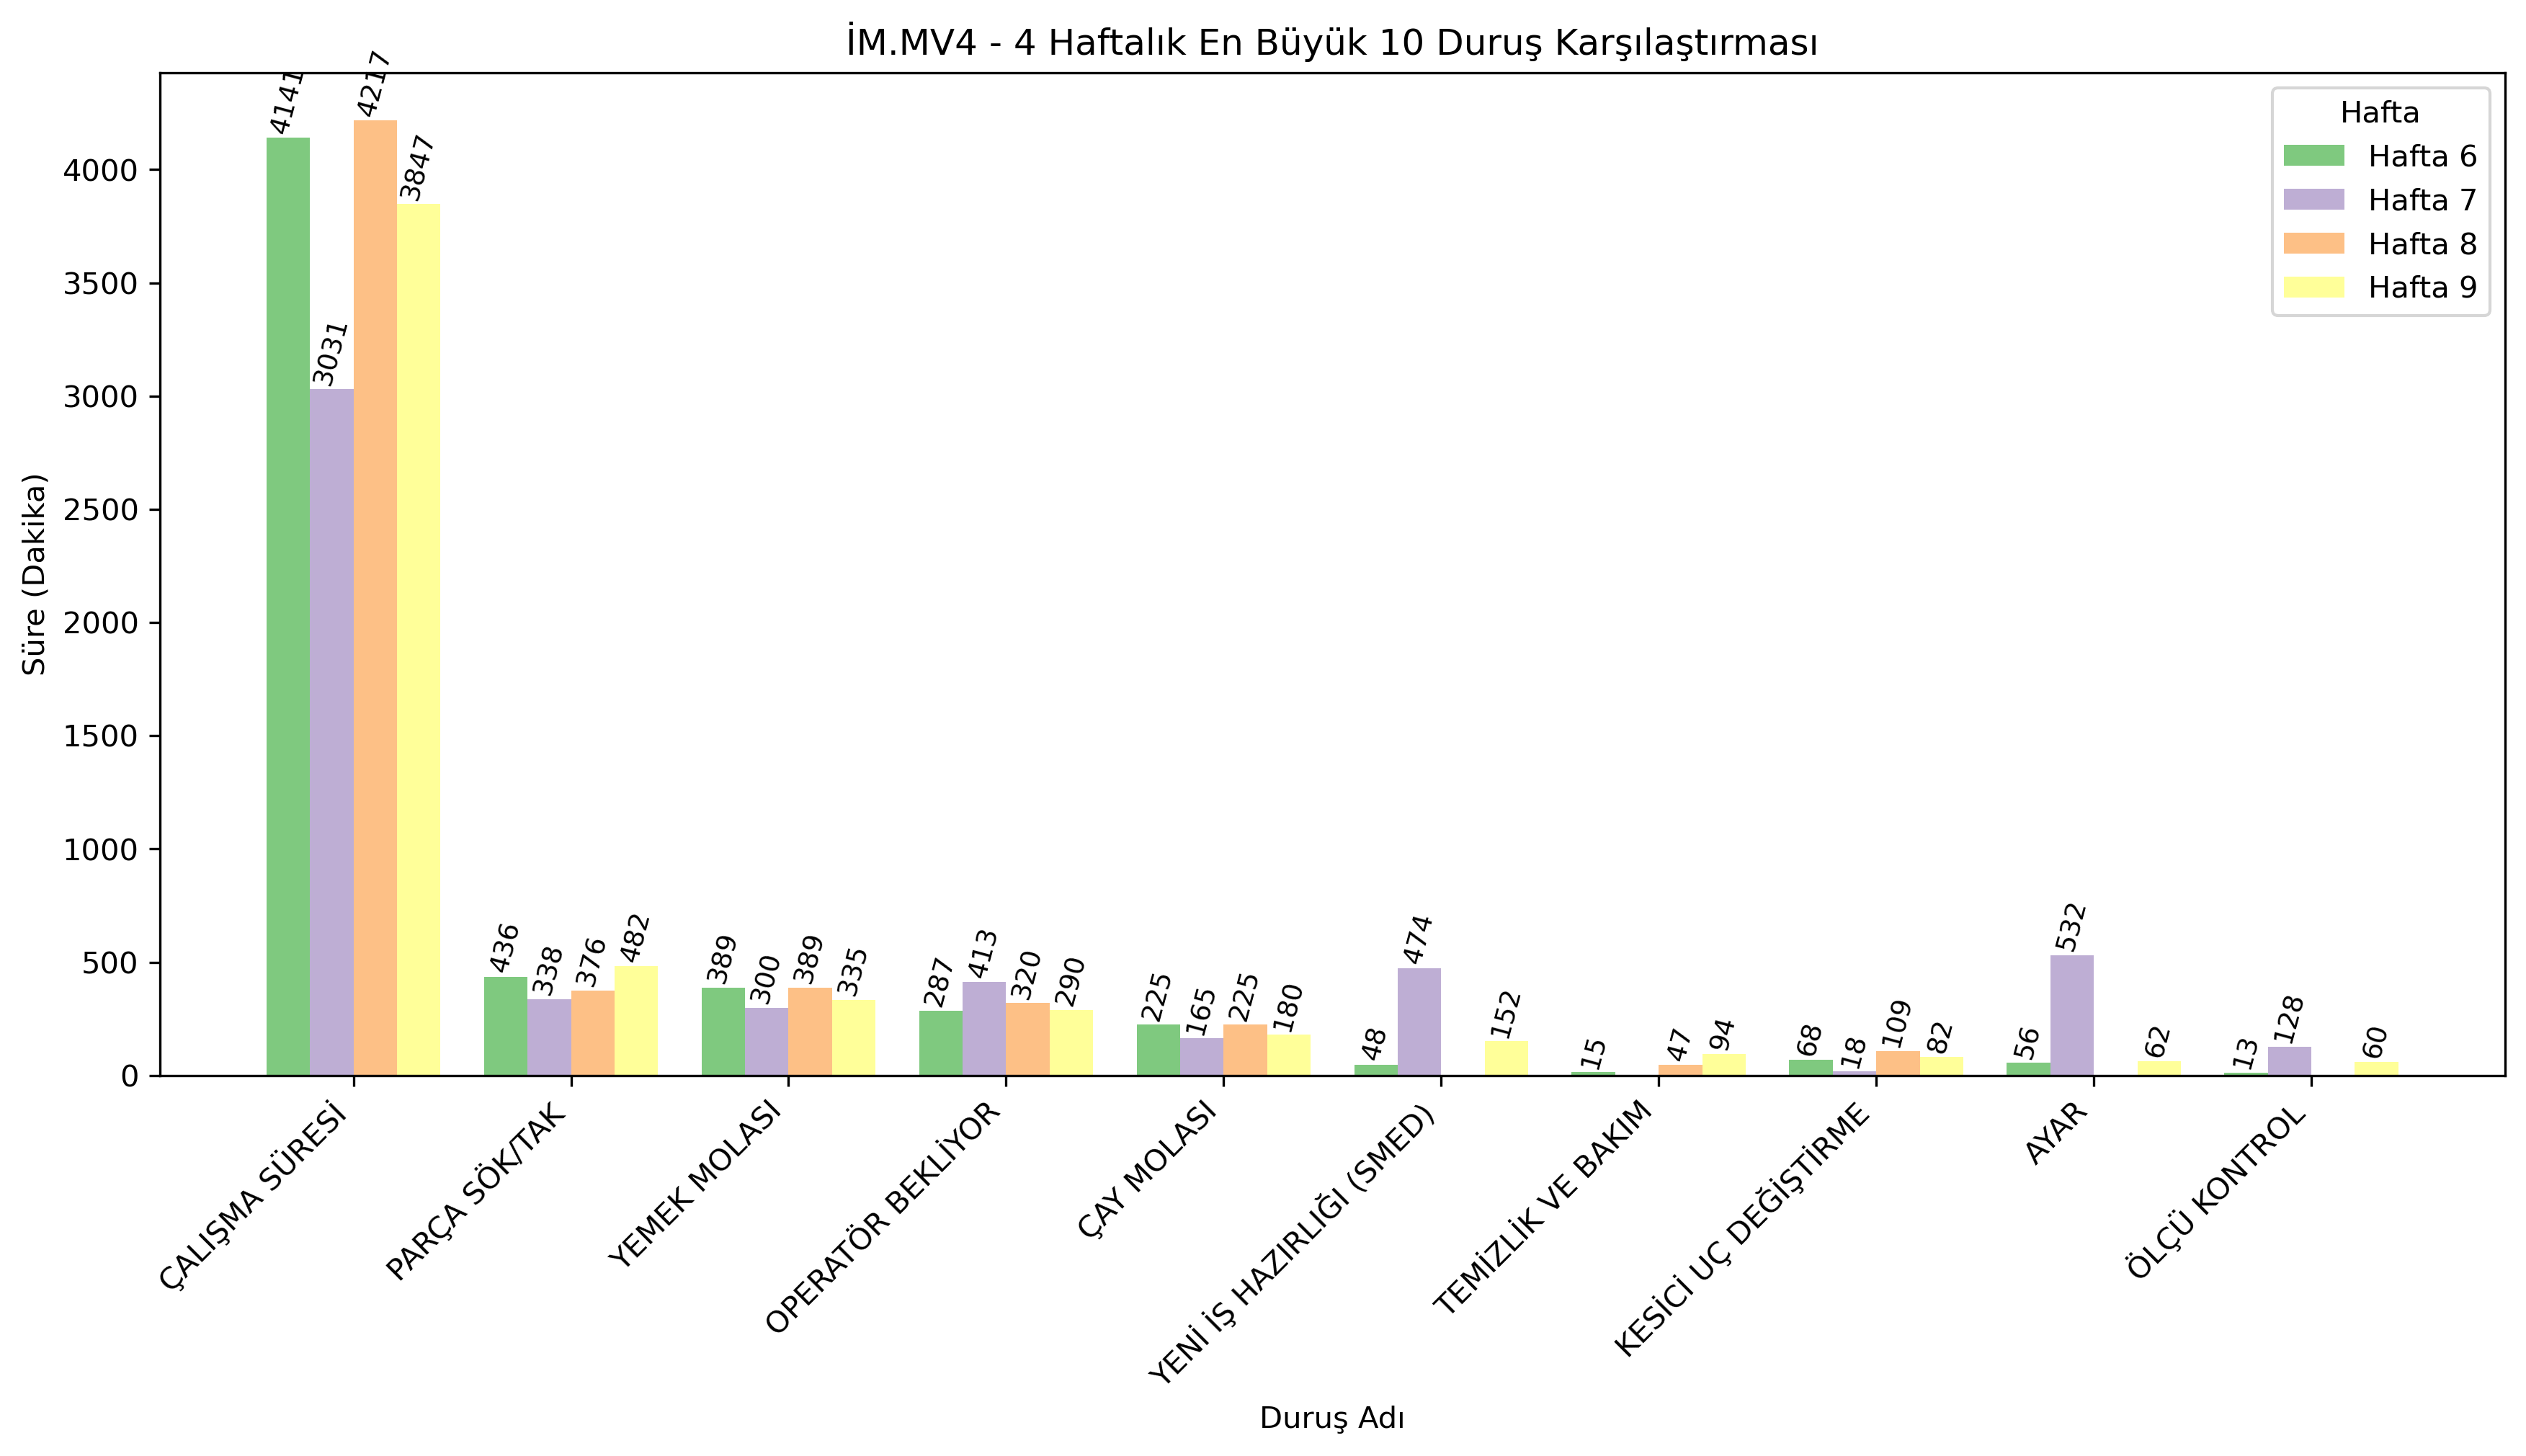 İM.MV4 - 4 Haftalık En Büyük 10 Duruş Karşılaştırması
Süre (Dakika)
4000
3500
3000
2500
2000
1500
1000
500
0
4141
3031
4217
3847
436
338
376
482
389
300
389
335
287
413
320
290
225
165
225
180
48
474
152
15
47
94
68
18
109
82
56
532
62
13
128
60
Hafta
Hafta 6
Hafta 7
Hafta 8
Hafta 9
ÇALIŞMA SÜRESİ
PARÇA SÖK/TAK
YEMEK MOLASI
OPERATÖR BEKLİYOR
ÇAY MOLASI
YENİ İŞ HAZIRLIĞI (SMED)
TEMİZLİK VE BAKIM
KESİCİ UÇ DEĞİŞTİRME
AYAR
ÖLÇÜ KONTROL
Duruş Adı